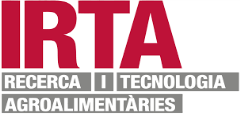 IRTA
RECERCA I TECNOLOGIA
AGROALIMENTÀRIES